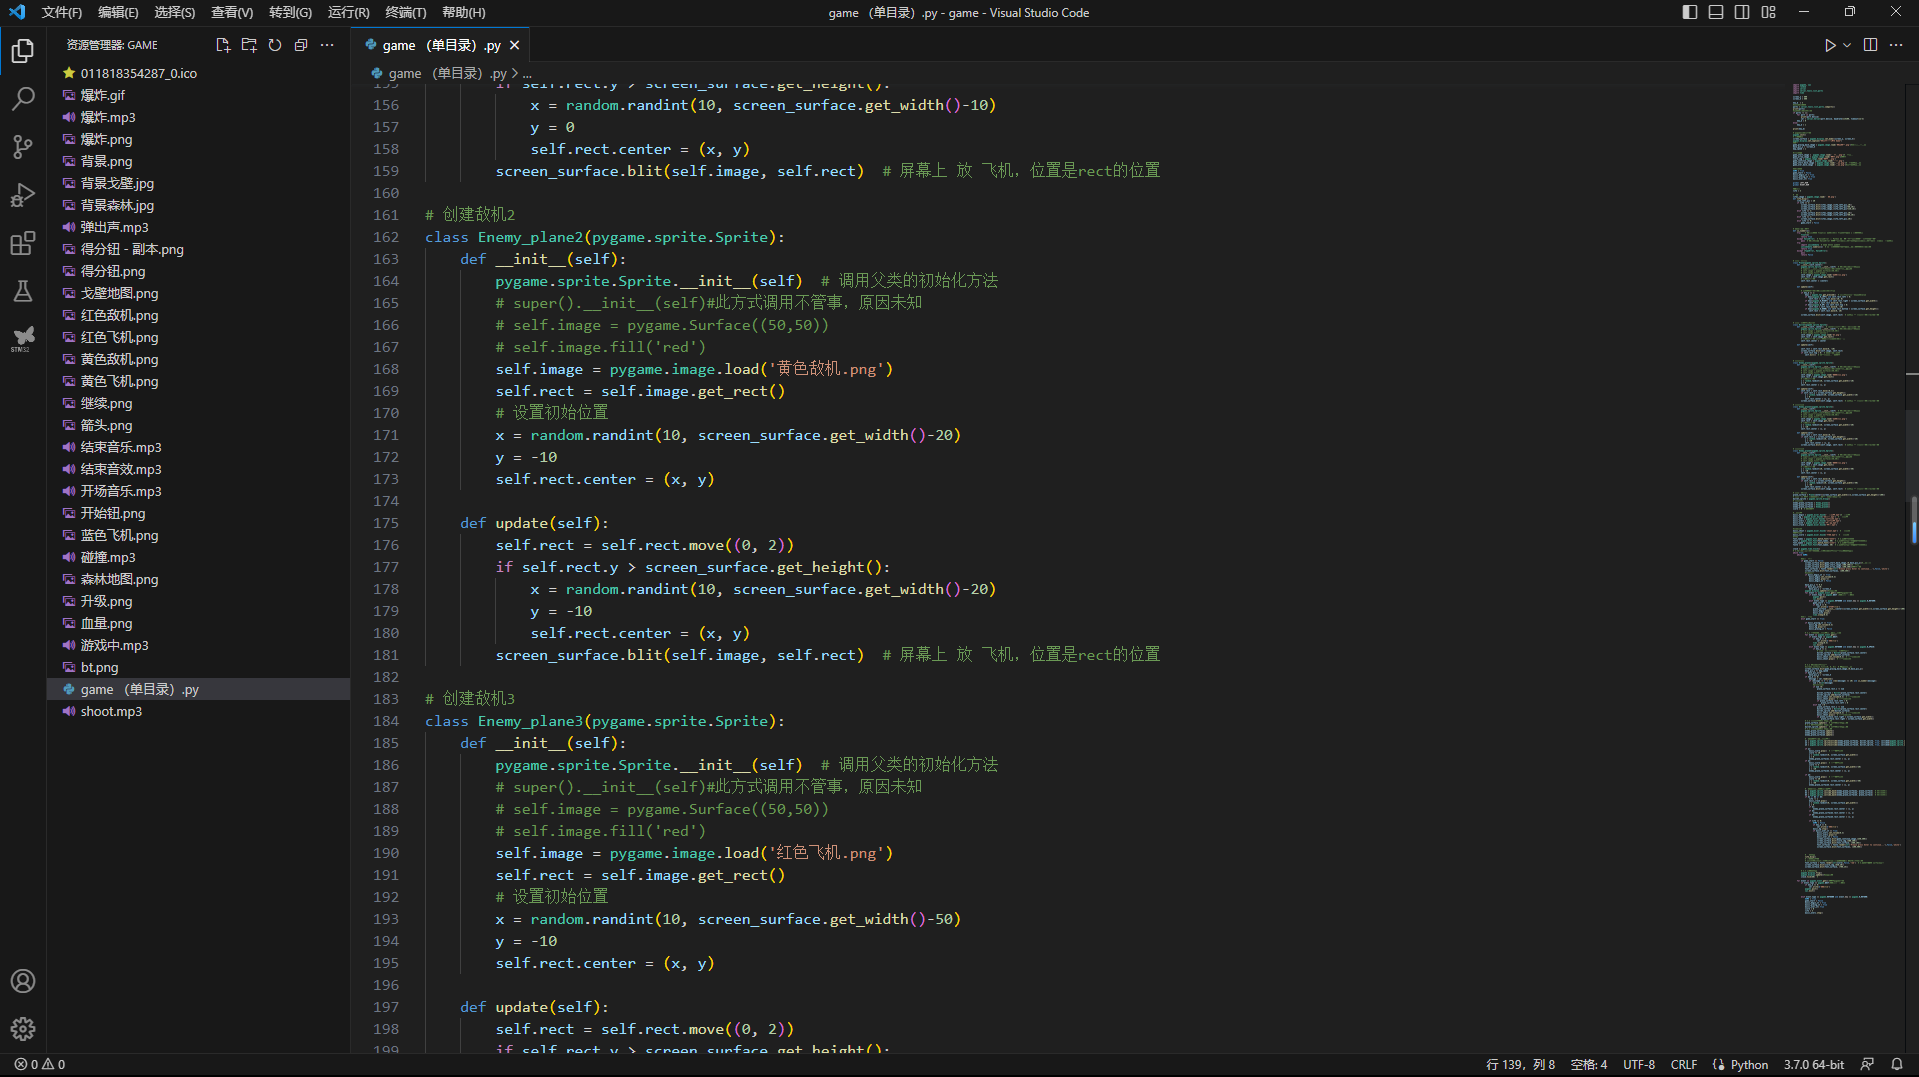 文件(F) 编辑(E) 选择(S) 查看(V) 转到(G) 运行(R) 终端(T) 帮助(H)
game （单目录）.py - game - Visual Studio Code
资源管理器: GAME
011818354287_0.ico
爆炸.gif
爆炸.mp3
爆炸.png
背景.png
背景戈壁.jpg
背景森林.jpg
弹出声.mp3
得分钮 - 副本.png
得分钮.png
戈壁地图.png
红色敌机.png
红色飞机.png
黄色敌机.png
黄色飞机.png
继续.png
箭头.png
结束音乐.mp3
结束音效.mp3
开场音乐.mp3
开始钮.png
蓝色飞机.png
碰撞.mp3
森林地图.png
升级.png
血量.png
游戏中.mp3
bt.png
game （单目录）.py
shoot.mp3
STM32
game （单目录）.py
game （单目录）.py > ...
155 if self.rect.y > screen_surface.get_height():
156 x = random.randint(10, screen_surface.get_width()-10)
157 y = 0
158 self.rect.center = (x, y)
159 screen_surface.blit(self.image, self.rect)  # 屏幕上 放 飞机，位置是rect的位置
160
161 # 创建敌机2
162 class Enemy_plane2(pygame.sprite.Sprite):
163 def __init__(self):
164 pygame.sprite.Sprite.__init__(self)  # 调用父类的初始化方法
165 # super().__init__(self)#此方式调用不管事，原因未知
166 # self.image = pygame.Surface((50,50))
167 # self.image.fill('red')
168 self.image = pygame.image.load('黄色敌机.png')
169 self.rect = self.image.get_rect()
170 # 设置初始位置
171 x = random.randint(10, screen_surface.get_width()-20)
172 y = -10
173 self.rect.center = (x, y)
174
175 def update(self):
176 self.rect = self.rect.move((0, 2))
177 if self.rect.y > screen_surface.get_height():
178 x = random.randint(10, screen_surface.get_width()-20)
179 y = -10
180 self.rect.center = (x, y)
181 screen_surface.blit(self.image, self.rect)  # 屏幕上 放 飞机，位置是rect的位置
182
183 # 创建敌机3
184 class Enemy_plane3(pygame.sprite.Sprite):
185 def __init__(self):
186 pygame.sprite.Sprite.__init__(self)  # 调用父类的初始化方法
187 # super().__init__(self)#此方式调用不管事，原因未知
188 # self.image = pygame.Surface((50,50))
189 # self.image.fill('red')
190 self.image = pygame.image.load('红色飞机.png')
191 self.rect = self.image.get_rect()
192 # 设置初始位置
193 x = random.randint(10, screen_surface.get_width()-50)
194 y = -10
195 self.rect.center = (x, y)
196
197 def update(self):
198 self.rect = self.rect.move((0, 2))
199 if self.rect.y > screen_surface.get_height():
0 0
行 139，列 8 空格: 4 UTF-8 CRLF Python 3.7.0 64-bit